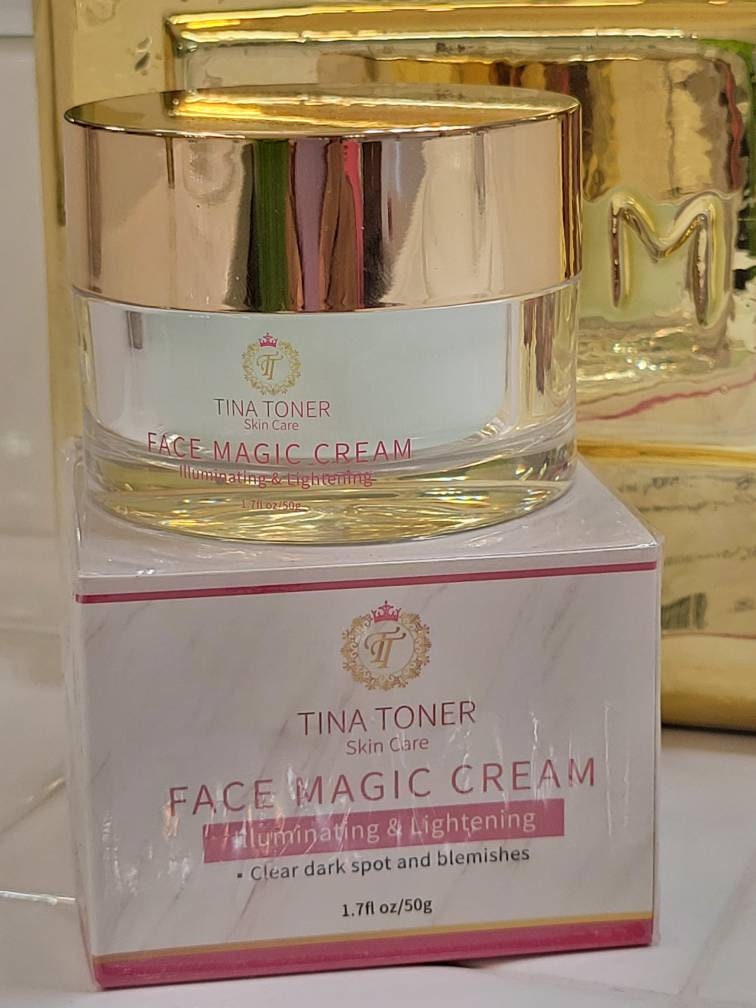 M
TT
TINA TONER
Skin Care
FACE MAGIC CREAM
Illuminating & Lightening
1.7fl oz/50g
TT
TINA TONER
Skin Care
FACE MAGIC CREAM
Illuminating & Lightening
▪ Clear dark spot and blemishes
1.7fl oz/50g